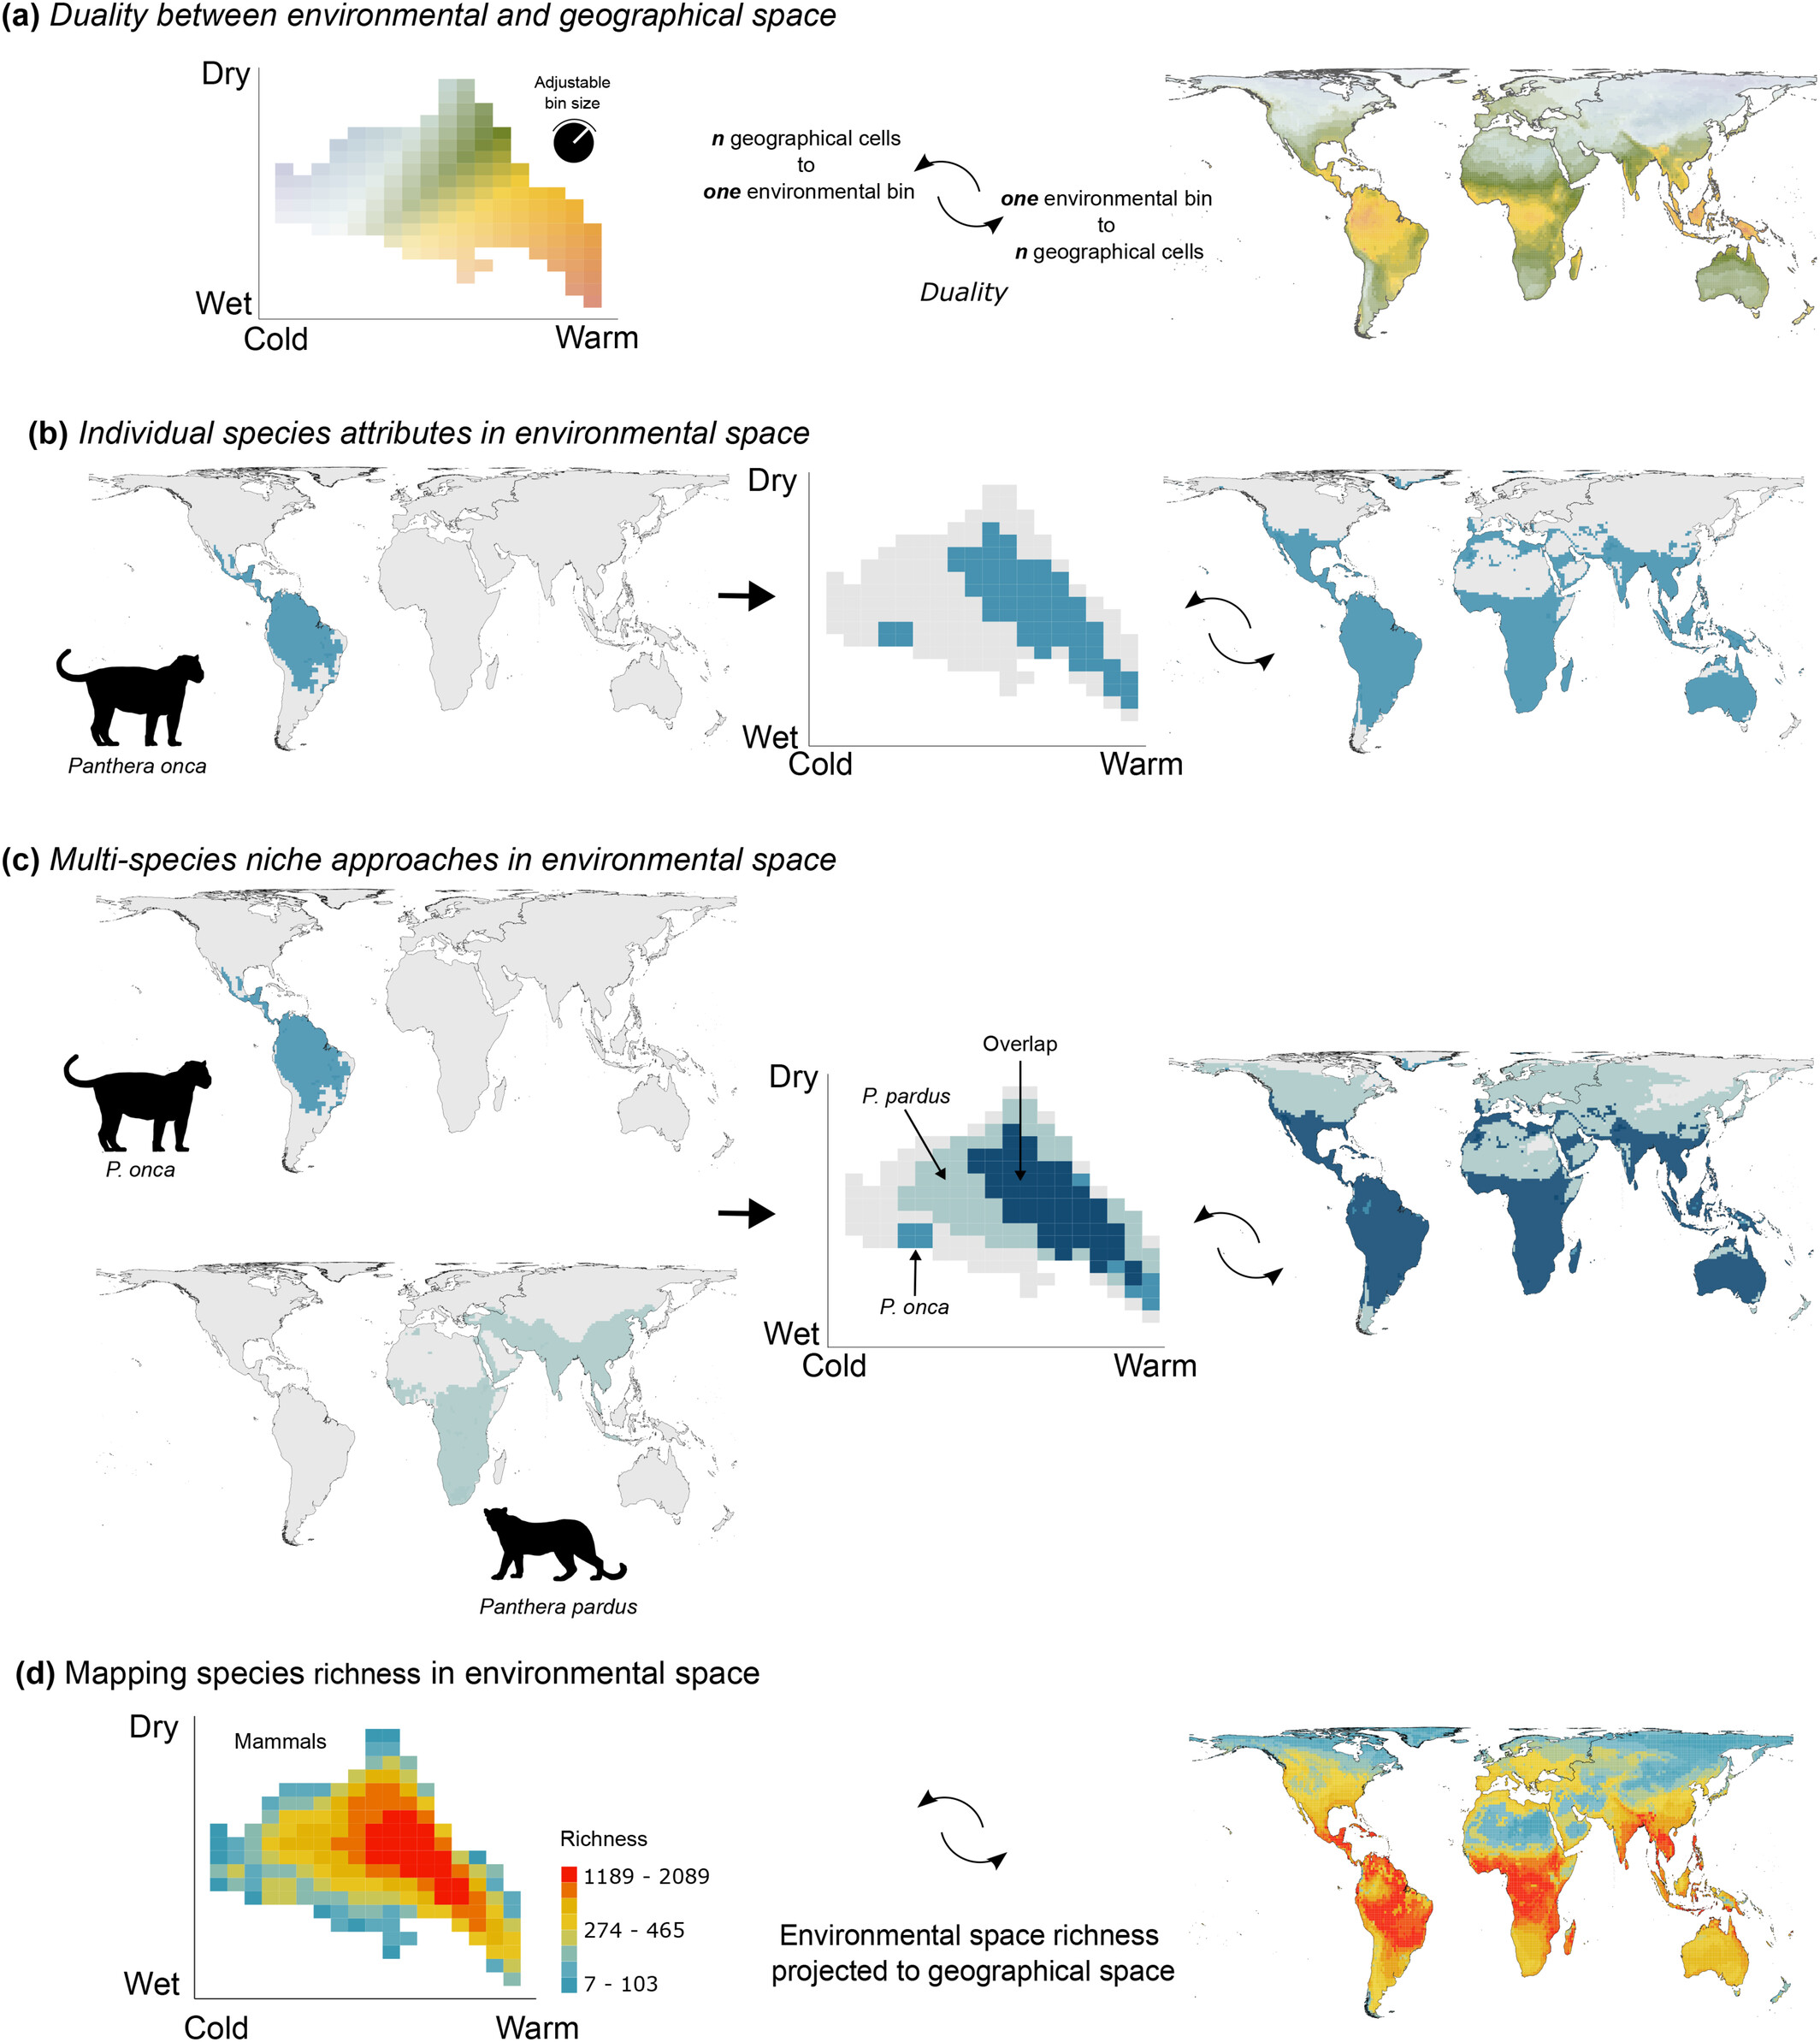 (a) Duality between environmental and geographical space
Dry
Adjustable
bin size
Wet
Cold
Warm
n geographical cells
to
one environmental bin
one environmental bin
to
n geographical cells
Duality
(b) Individual species attributes in environmental space
Panthera onca
Dry
Wet
Cold
Warm
(c) Multi-species niche approaches in environmental space
P. onca
Panthera pardus
Overlap
Dry
P. pardus
P. onca
Wet
Cold
Warm
(d) Mapping species richness in environmental space
Dry
Mammals
Richness
1189 - 2089
274 - 465
7 - 103
Wet
Cold
Warm
Environmental space richness
projected to geographical space